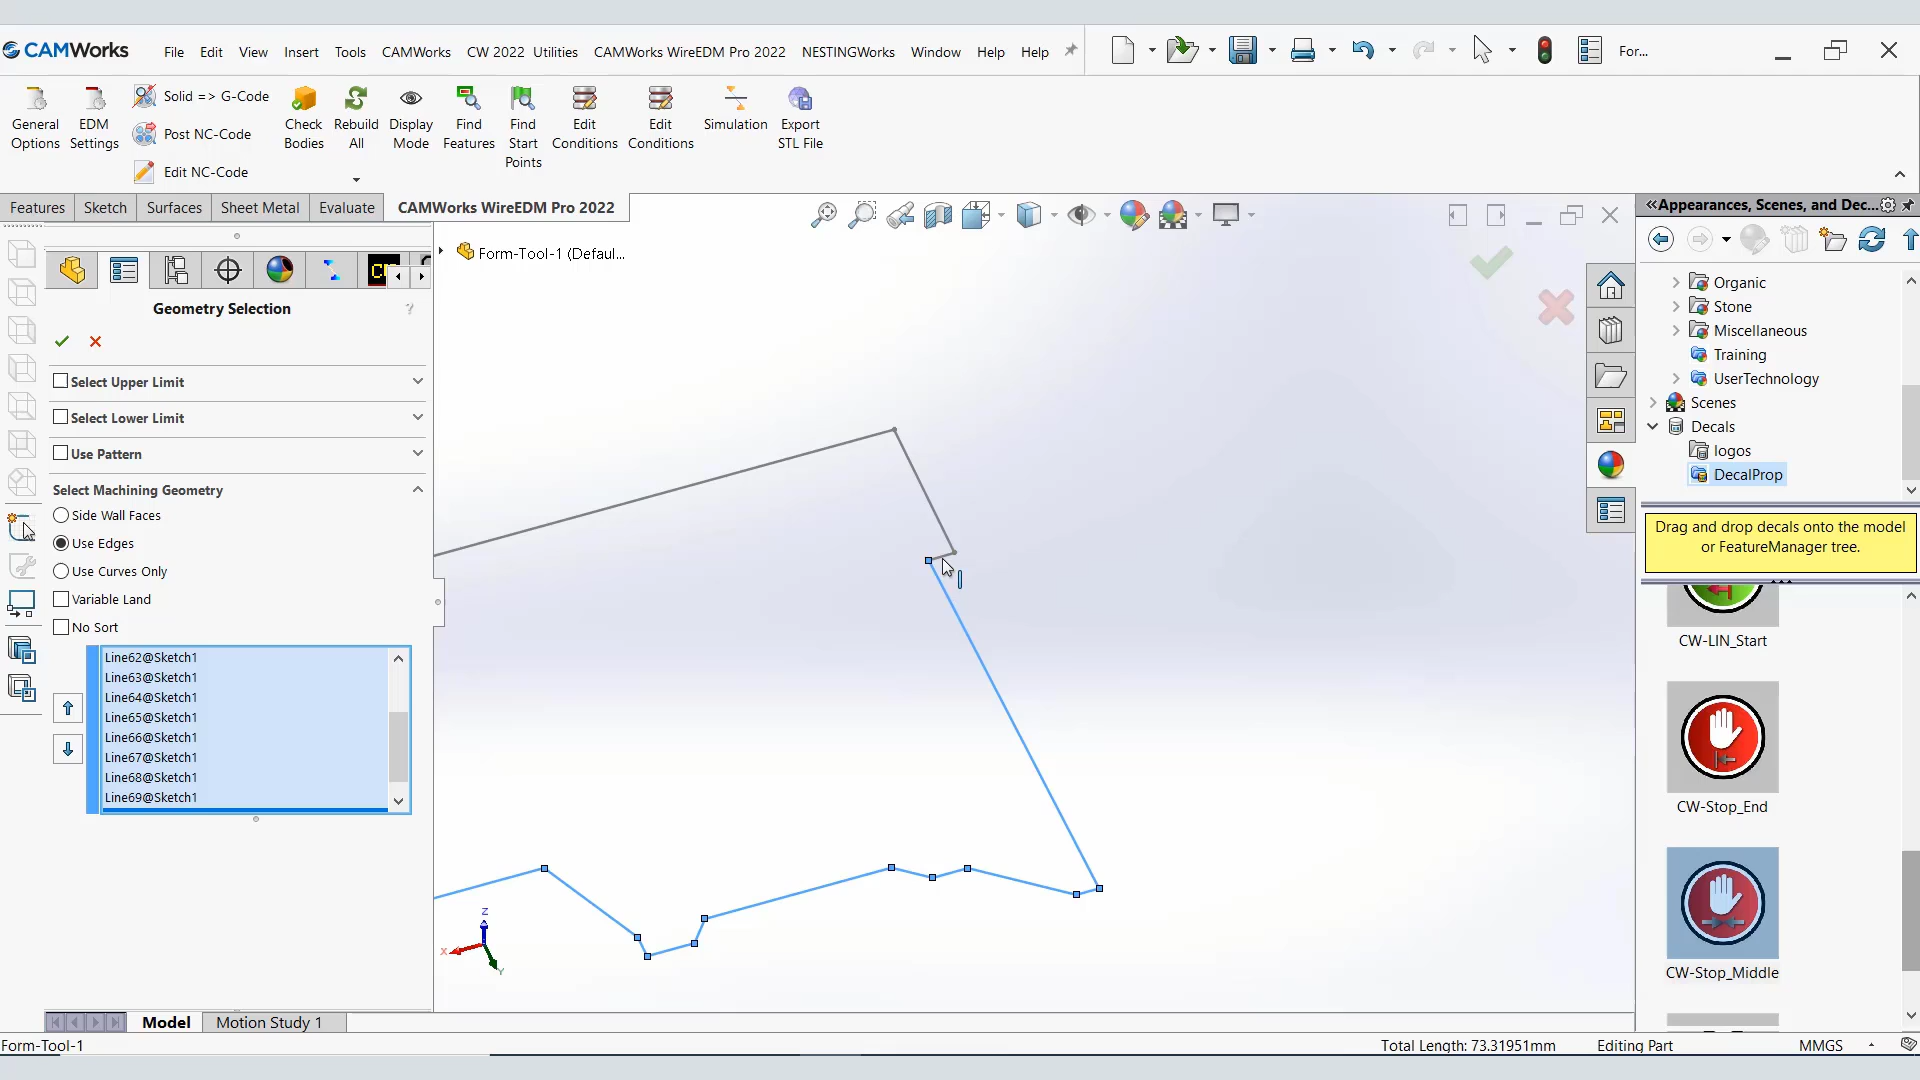 CAMWorks
File Edit View Insert Tools CAMWorks CW 2022 Utilities CAMWorks WireEDM Pro 2022 NESTINGWorks Window Help Help
For...
General Options
EDM Settings
Solid => G-Code
Post NC-Code
Edit NC-Code
Check Bodies
Rebuild All
Display Mode
Find Features
Find Start Points
Edit Conditions
Edit Conditions
Simulation
Export STL File
Features Sketch Surfaces Sheet Metal Evaluate CAMWorks WireEDM Pro 2022
Form-Tool-1 (Defaul...
Geometry Selection
?
Select Upper Limit
Select Lower Limit
Use Pattern
Select Machining Geometry
Side Wall Faces
Use Edges
Use Curves Only
Variable Land
No Sort
Line62@Sketch1
Line63@Sketch1
Line64@Sketch1
Line65@Sketch1
Line66@Sketch1
Line67@Sketch1
Line68@Sketch1
Line69@Sketch1
Z
X
Y
Appearances, Scenes, and Dec...
Organic
Stone
Miscellaneous
Training
UserTechnology
Scenes
Decals
logos
DecalProp
Drag and drop decals onto the model
or FeatureManager tree.
CW-LIN_Start
CW-Stop_End
CW-Stop_Middle
Model Motion Study 1
Form-Tool-1
Total Length: 73.31951mm Editing Part MMGS